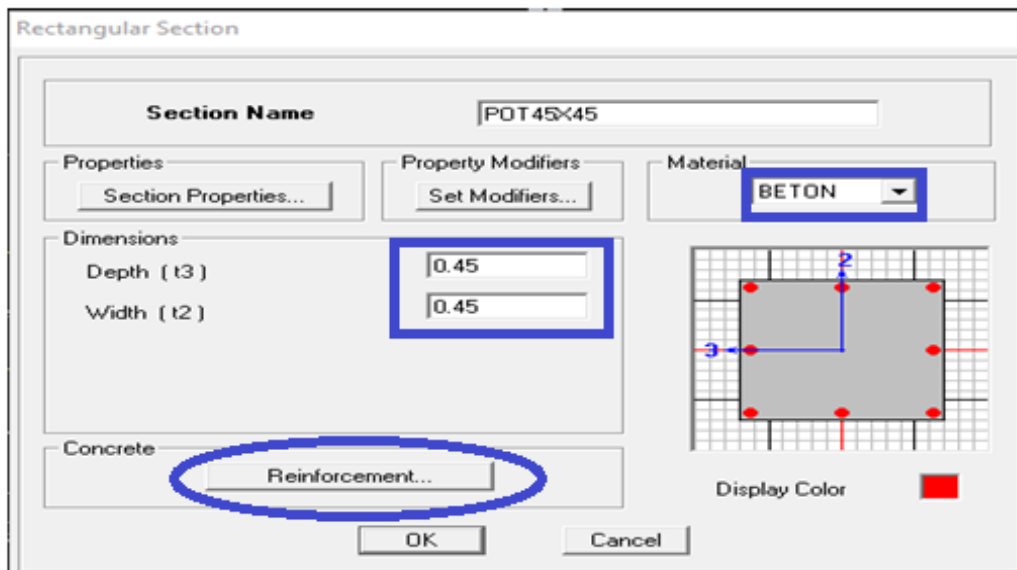 Rectangular Section
Section Name POT45X45
Properties
Section Properties...
Property Modifiers
Set Modifiers...
Material
BETON
Dimensions
Depth ( t3 ) 0.45
Width ( t2 ) 0.45
2
3
Concrete
Reinforcement...
Display Color
OK Cancel